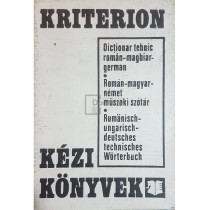 KRITERION
Dicționar tehnic
român-maghiar-
german
Román-magyar-
német
műszaki szótár
Rumänisch-
ungarisch-
deutsches
technisches
Wörterbuch
KÉZI
KÖNYVEK